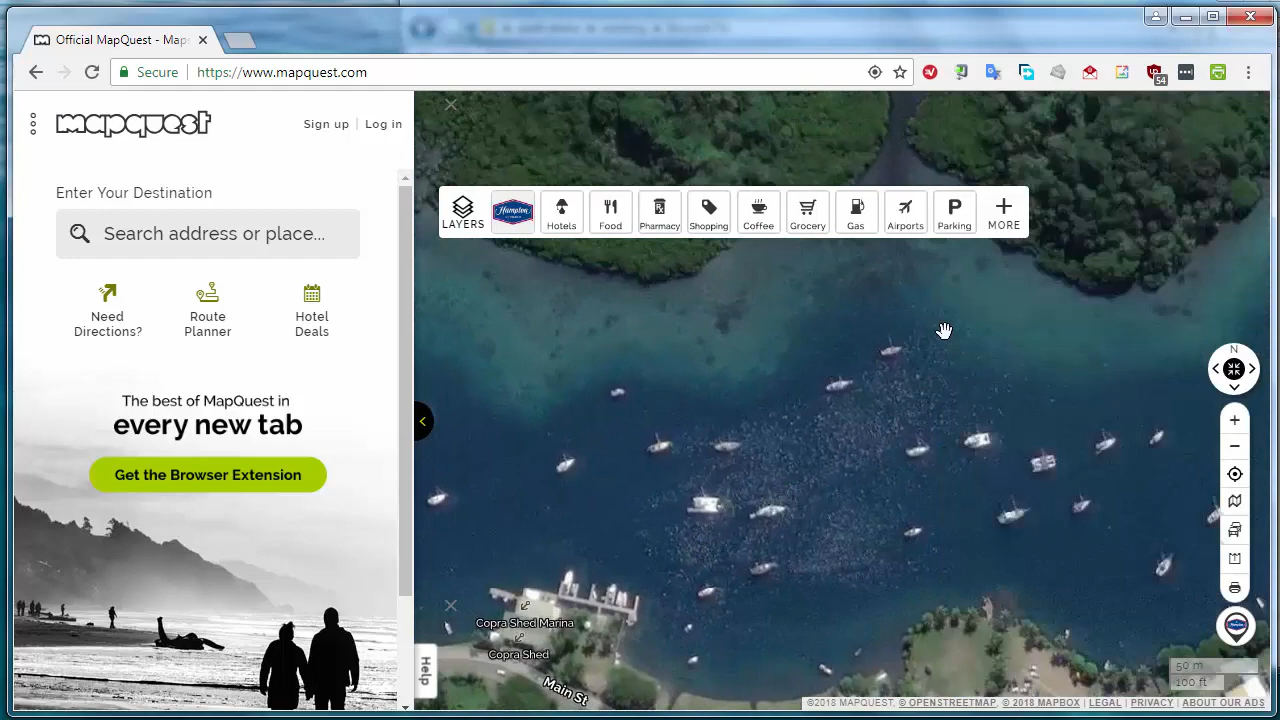 Official MapQuest - Map
Secure
https://www.mapquest.com
54
mapquest
Sign up
Log in
Enter Your Destination
Search address or place...
Need
Directions?
Route
Planner
Hotel
Deals
The best of MapQuest in
every new tab
Get the Browser Extension
LAYERS
Hampton
Hotels
Food
Pharmacy
Shopping
Coffee
Grocery
Gas
Airports
Parking
MORE
N
Copra Shed Marina
Copra Shed
Main St
Help
50 m
100 ft
©2018 MAPQUEST, © OPENSTREETMAP, © 2018 MAPBOX | LEGAL | PRIVACY | ABOUT OUR ADS